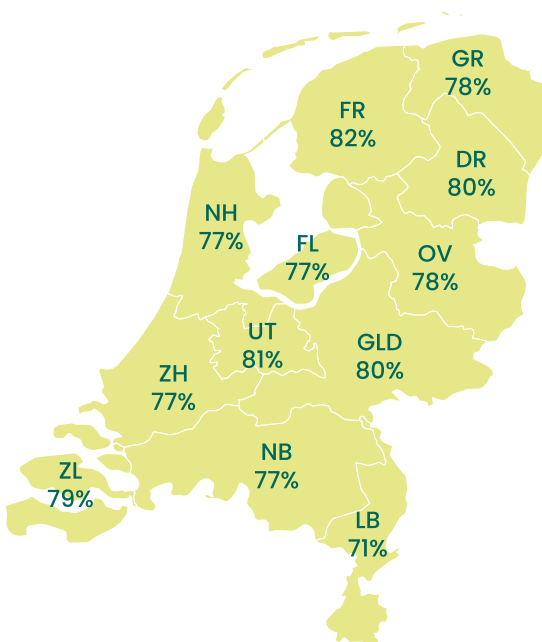 GR
78%
FR
82%
DR
80%
NH
77%
FL
77%
OV
78%
UT
81%
GLD
80%
ZH
77%
NB
77%
ZL
79%
LB
71%